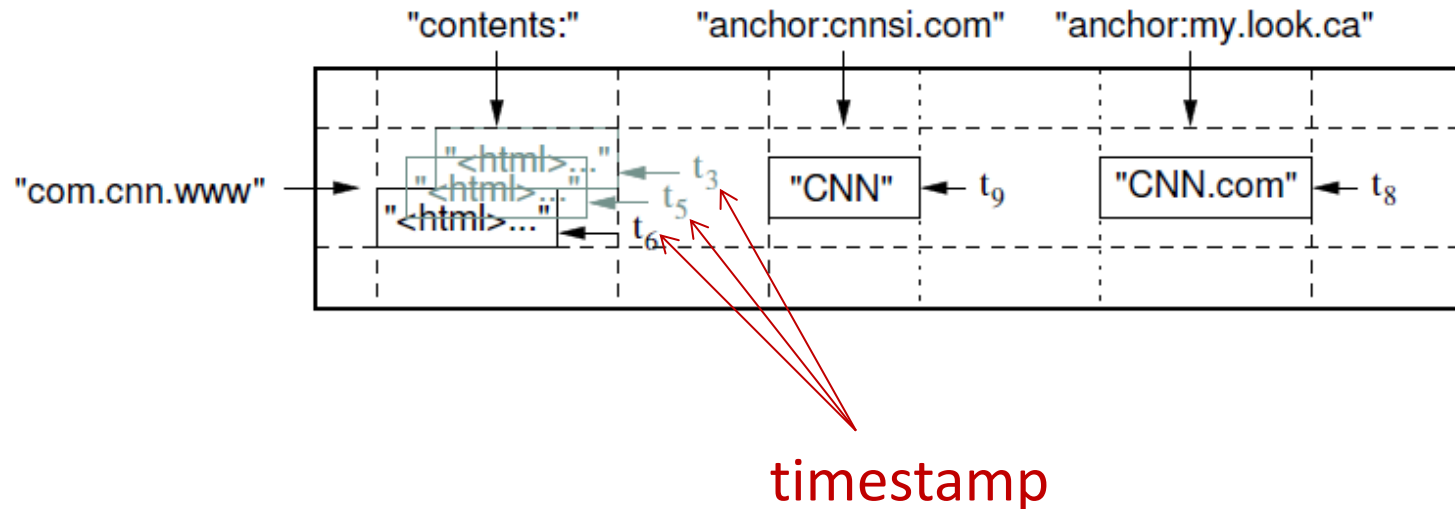 "contents:" "anchor:cnnsi.com" "anchor:my.look.ca"
"<html>..." t3
"com.cnn.www" "<html>..." t5 "CNN" t9 "CNN.com" t8
"<html>..." t6
timestamp